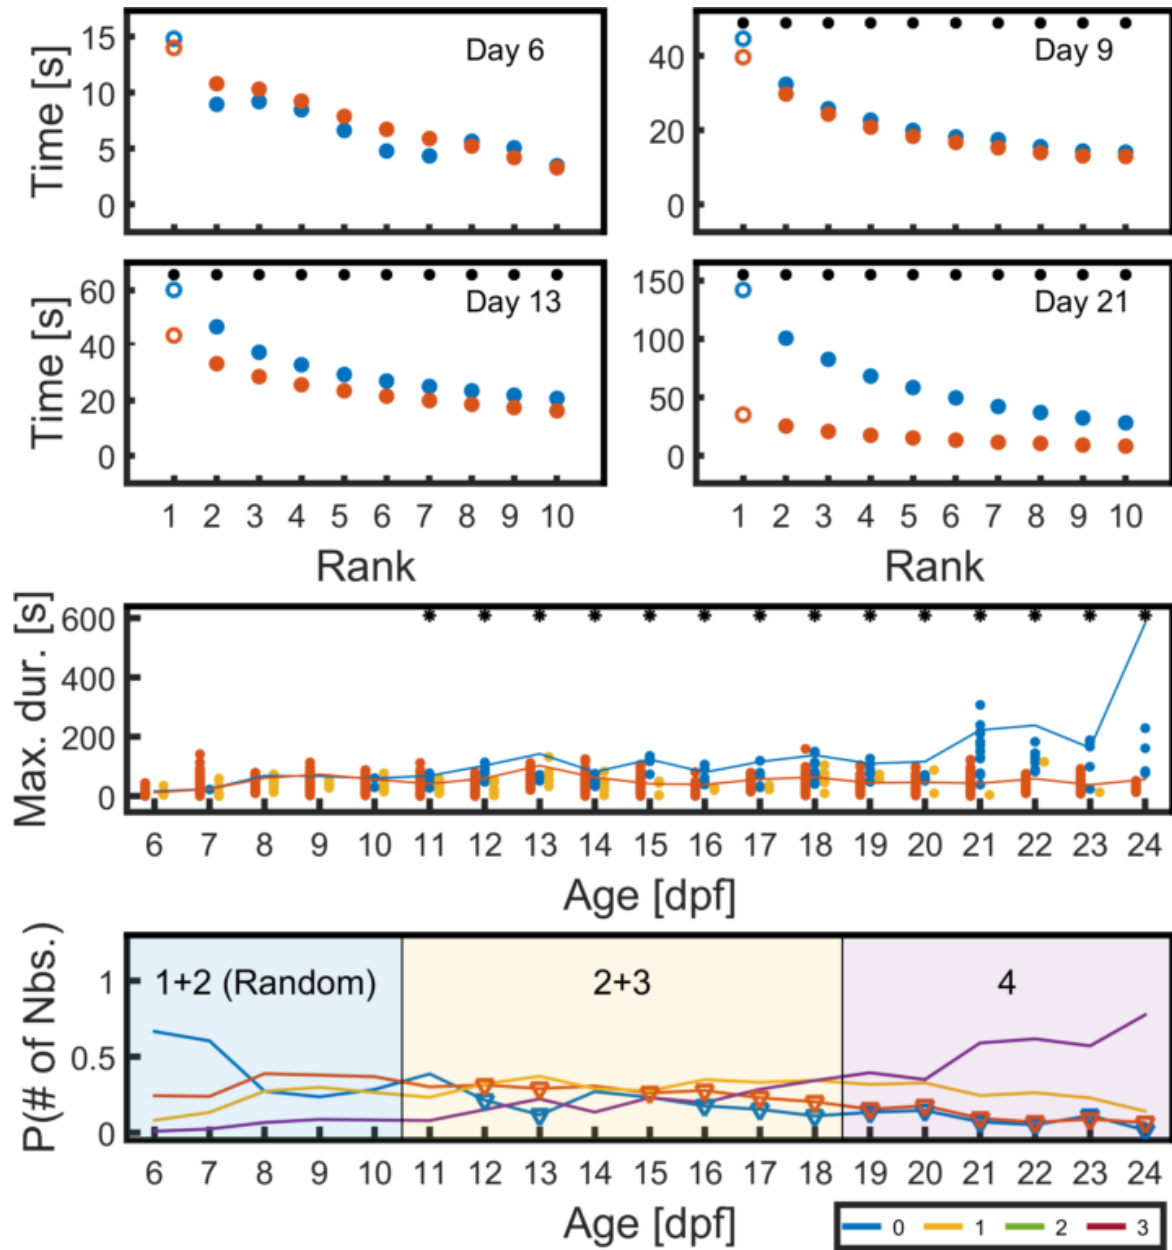 Time [s]
15
10
5
0
Day 6
40
20
0
Day 9
Time [s]
60
40
20
0
Day 13
150
100
50
0
Day 21
1 2 3 4 5 6 7 8 9 10
1 2 3 4 5 6 7 8 9 10
Rank
Rank
Max. dur. [s]
600
400
200
0
6 7 8 9 10 11 12 13 14 15 16 17 18 19 20 21 22 23 24
Age [dpf]
P(# of Nbs.)
1
0.5
0
1+2 (Random)
2+3
4
6 7 8 9 10 11 12 13 14 15 16 17 18 19 20 21 22 23 24
Age [dpf]
0 1 2 3